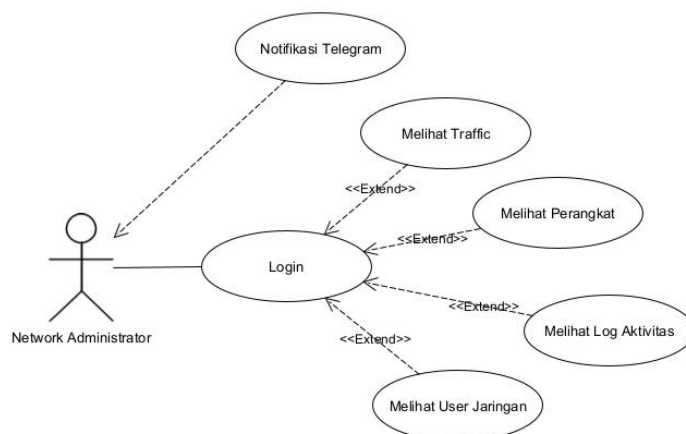 Notifikasi Telegram
Melihat Traffic
<<Extend>>
Melihat Perangkat
<<Extend>>
Login
<<Extend>>
Melihat Log Aktivitas
Network Administrator
<<Extend>>
Melihat User Jaringan